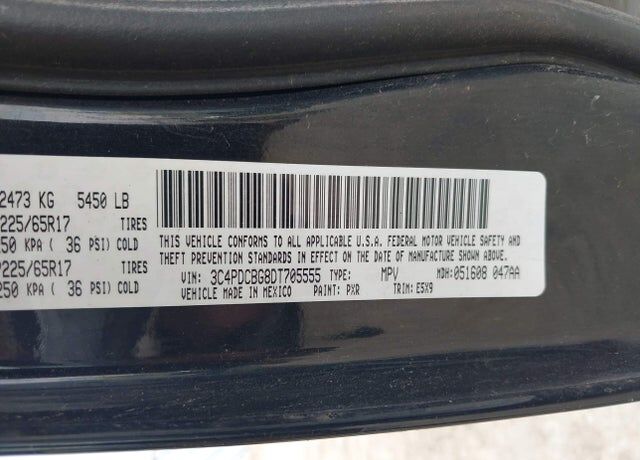 2473 KG 5450 LB
225/65R17 TIRES
250 KPA ( 36 PSI) COLD
225/65R17 TIRES
250 KPA ( 36 PSI) COLD
THIS VEHICLE CONFORMS TO ALL APPLICABLE U.S.A. FEDERAL MOTOR VEHICLE SAFETY AND
THEFT PREVENTION STANDARDS IN EFFECT ON THE DATE OF MANUFACTURE SHOWN ABOVE.
VIN: 3C4PDCBG8DT705555 TYPE: MPV MDH: 051608 047AA
VEHICLE MADE IN MEXICO PAINT: PXR TRIM: E5X9